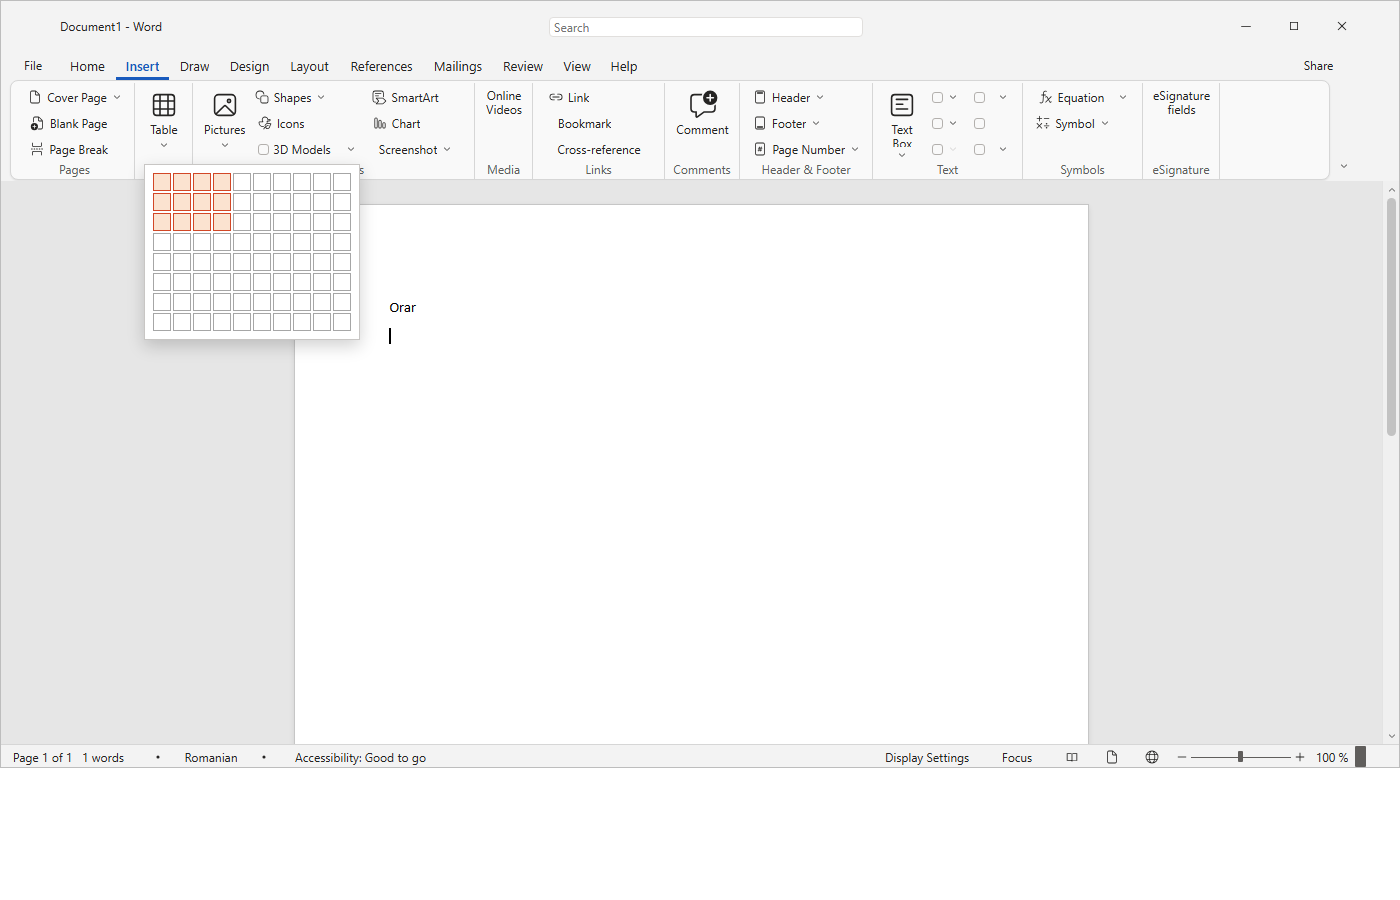 Document1 - Word
Search
File Home Insert Draw Design Layout References Mailings Review View Help Share
Cover Page
Blank Page
Page Break
Pages
Table
Pictures
Shapes
Icons
3D Models
SmartArt
Chart
Screenshot
s
Online
Videos
Media
Link
Bookmark
Cross-reference
Links
Comment
Comments
Header
Footer
Page Number
Header & Footer
Text
Box
Text
Equation
Symbol
Symbols
eSignature
fields
eSignature
Orar
Page 1 of 1 1 words • Romanian • Accessibility: Good to go Display Settings Focus 100 %